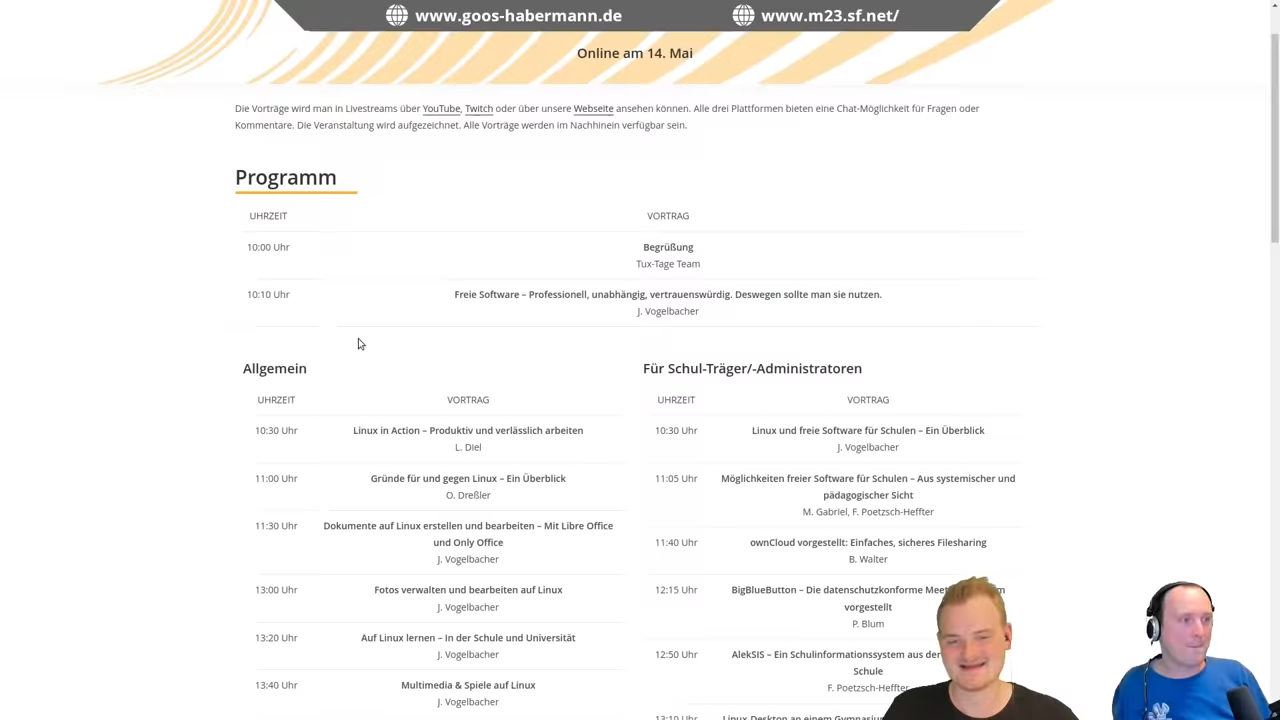 www.goos-habermann.de
www.m23.sf.net/
Online am 14. Mai
Die Vorträge wird man in Livestreams über YouTube, Twitch oder über unsere Webseite ansehen können. Alle drei Plattformen bieten eine Chat-Möglichkeit für Fragen oder
Kommentare. Die Veranstaltung wird aufgezeichnet. Alle Vorträge werden im Nachhinein verfügbar sein.
Programm
UHRZEIT VORTRAG
10:00 Uhr Begrüßung
Tux-Tage Team
10:10 Uhr Freie Software – Professionell, unabhängig, vertrauenswürdig. Deswegen sollte man sie nutzen.
J. Vogelbacher
Allgemein
UHRZEIT VORTRAG
10:30 Uhr Linux in Action – Produktiv und verlässlich arbeiten
L. Diel
11:00 Uhr Gründe für und gegen Linux – Ein Überblick
O. Dreßler
11:30 Uhr Dokumente auf Linux erstellen und bearbeiten – Mit Libre Office
und Only Office
J. Vogelbacher
13:00 Uhr Fotos verwalten und bearbeiten auf Linux
J. Vogelbacher
13:20 Uhr Auf Linux lernen – In der Schule und Universität
J. Vogelbacher
13:40 Uhr Multimedia & Spiele auf Linux
J. Vogelbacher
Für Schul-Träger/-Administratoren
UHRZEIT VORTRAG
10:30 Uhr Linux und freie Software für Schulen – Ein Überblick
J. Vogelbacher
11:05 Uhr Möglichkeiten freier Software für Schulen – Aus systemischer und
pädagogischer Sicht
M. Gabriel, F. Poetzsch-Heffter
11:40 Uhr ownCloud vorgestellt: Einfaches, sicheres Filesharing
B. Walter
12:15 Uhr BigBlueButton – Die datenschutzkonforme
vorgestellt
P. Blum
12:50 Uhr AlekSIS – Ein Schulinformationssystem aus der
Schule
F. Poetzsch-Heffter
13:10 Uhr Linux-Desktop an einem